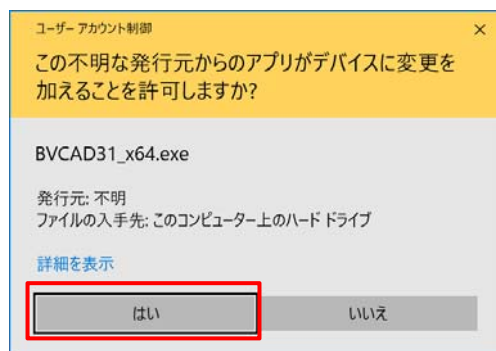 ユーザー アカウント制御
この不明な発行元からのアプリがデバイスに変更を
加えることを許可しますか?
BVCAD31_x64.exe
発行元: 不明
ファイルの入手先: このコンピューター上のハード ドライブ
詳細を表示
はい
いいえ